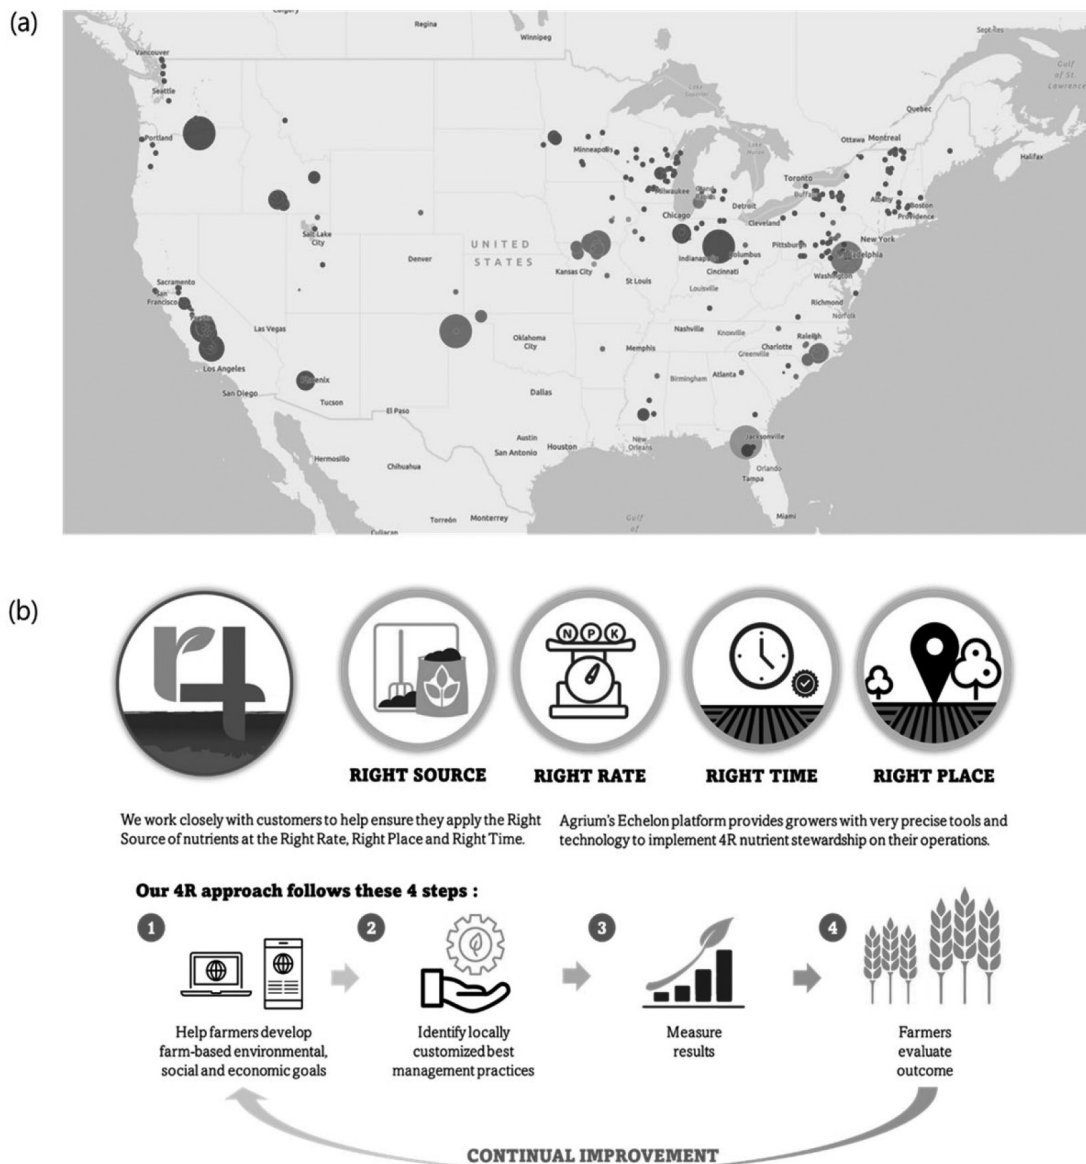 (a)
Calgary
Regina
Winnipeg
Sept-Îles
Vancouver
Gulf
of St.
Lawrence
Seattle
Lake
Superior
Quebec
Portland
Ottawa
Montreal
Minneapolis
Lake
Huron
Halifax
Toronto
Milwaukee
Grand
Rapids
Buffalo
Albany
Boston
Detroit
Providence
Chicago
Cleveland
Salt Lake
City
UNITED
STATES
Pittsburgh
New York
Denver
Indianapolis
Columbus
Philadelphia
Kansas City
Cincinnati
Washington
Sacramento
St Louis
San
Francisco
Louisville
Richmond
Norfolk
Las Vegas
Nashville
Knoxville
Raleigh
Oklahoma
City
Memphis
Charlotte
Greenville
Los Angeles
Phoenix
Birmingham
Atlanta
San Diego
Tucson
Dallas
El Paso
Jacksonville
Austin
Houston
New
Orleans
San Antonio
Orlando
Hermosillo
Chihuahua
Tampa
Torreón
Monterrey
Gulf
of
Miami
Culiacan
(b)
r4
N P K
RIGHT SOURCE
RIGHT RATE
RIGHT TIME
RIGHT PLACE
We work closely with customers to help ensure they apply the Right
Source of nutrients at the Right Rate, Right Place and Right Time.
Agrium's Echelon platform provides growers with very precise tools and
technology to implement 4R nutrient stewardship on their operations.
Our 4R approach follows these 4 steps :
1
2
3
4
Help farmers develop
farm-based environmental,
social and economic goals
Identify locally
customized best
management practices
Measure
results
Farmers
evaluate
outcome
CONTINUAL IMPROVEMENT